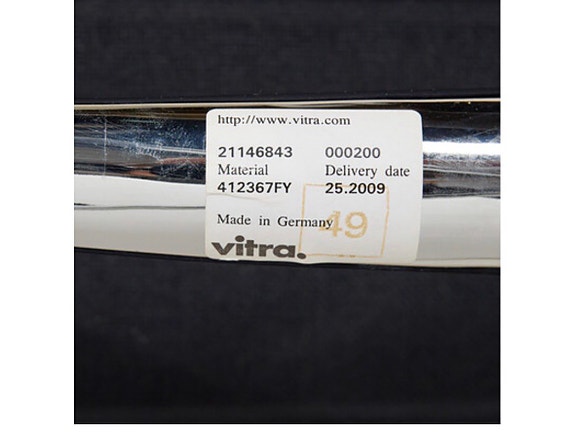 http://www.vitra.com
21146843 000200
Material Delivery date
412367FY 25.2009
49
Made in Germany
vitra.